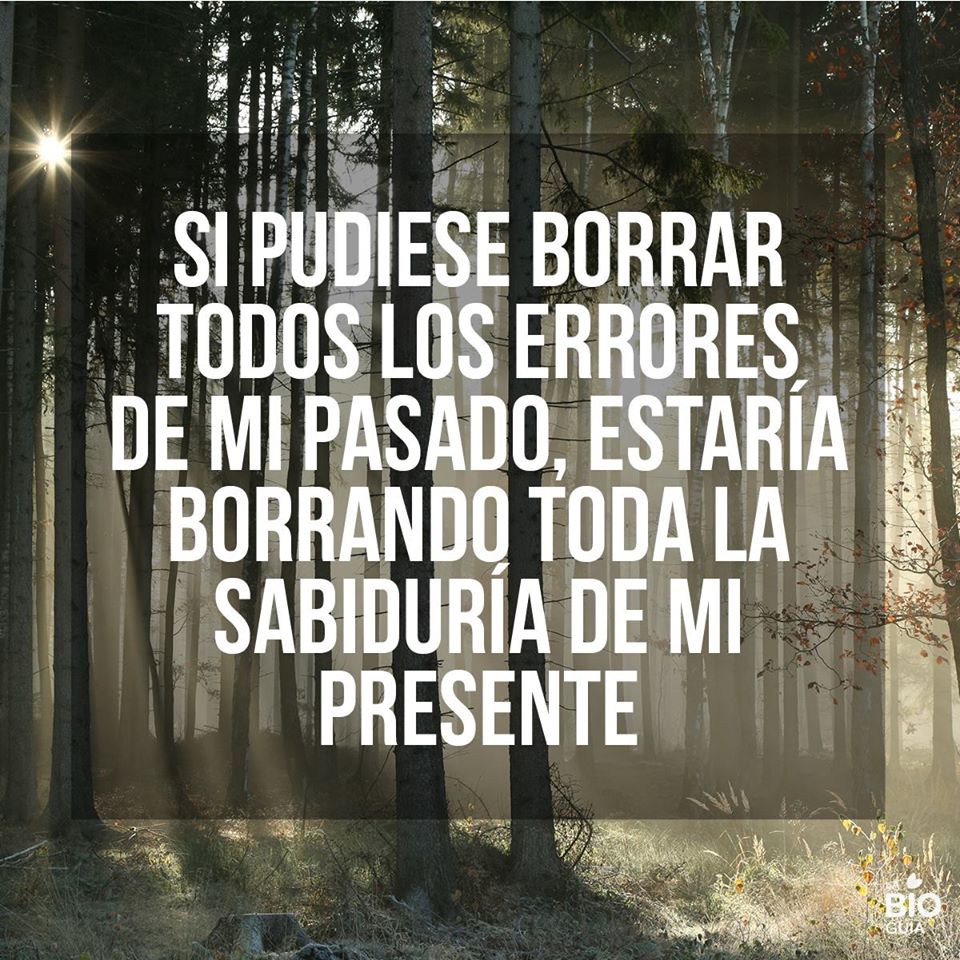 SI PUDIESE BORRAR
TODOS LOS ERRORES
DE MI PASADO, ESTARÍA
BORRANDO TODA LA
SABIDURÍA DE MI
PRESENTE
LA
BIO
GUIA